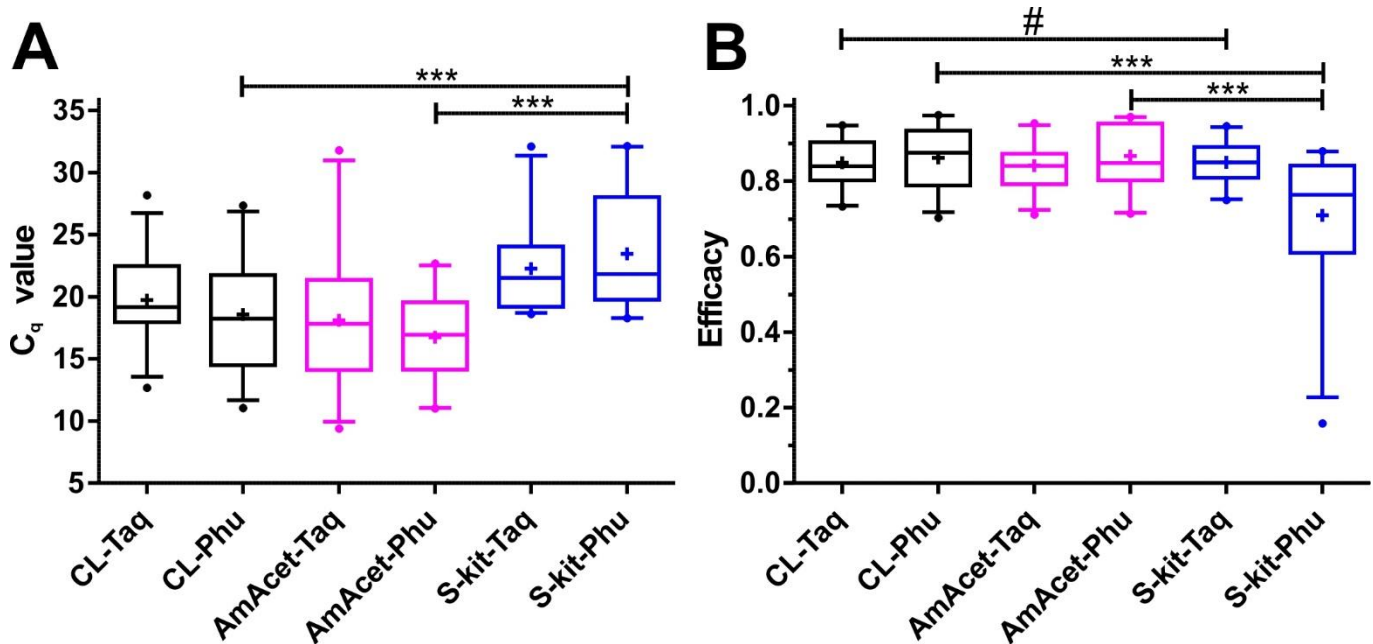 A
***
***
35
30
25
20
15
10
5
C_q value
CL-Taq
CL-Phu
AmAcet-Taq
AmAcet-Phu
S-kit-Taq
S-kit-Phu
B
#
***
***
1.0
0.8
0.6
0.4
0.2
0.0
Efficacy
CL-Taq
CL-Phu
AmAcet-Taq
AmAcet-Phu
S-kit-Taq
S-kit-Phu